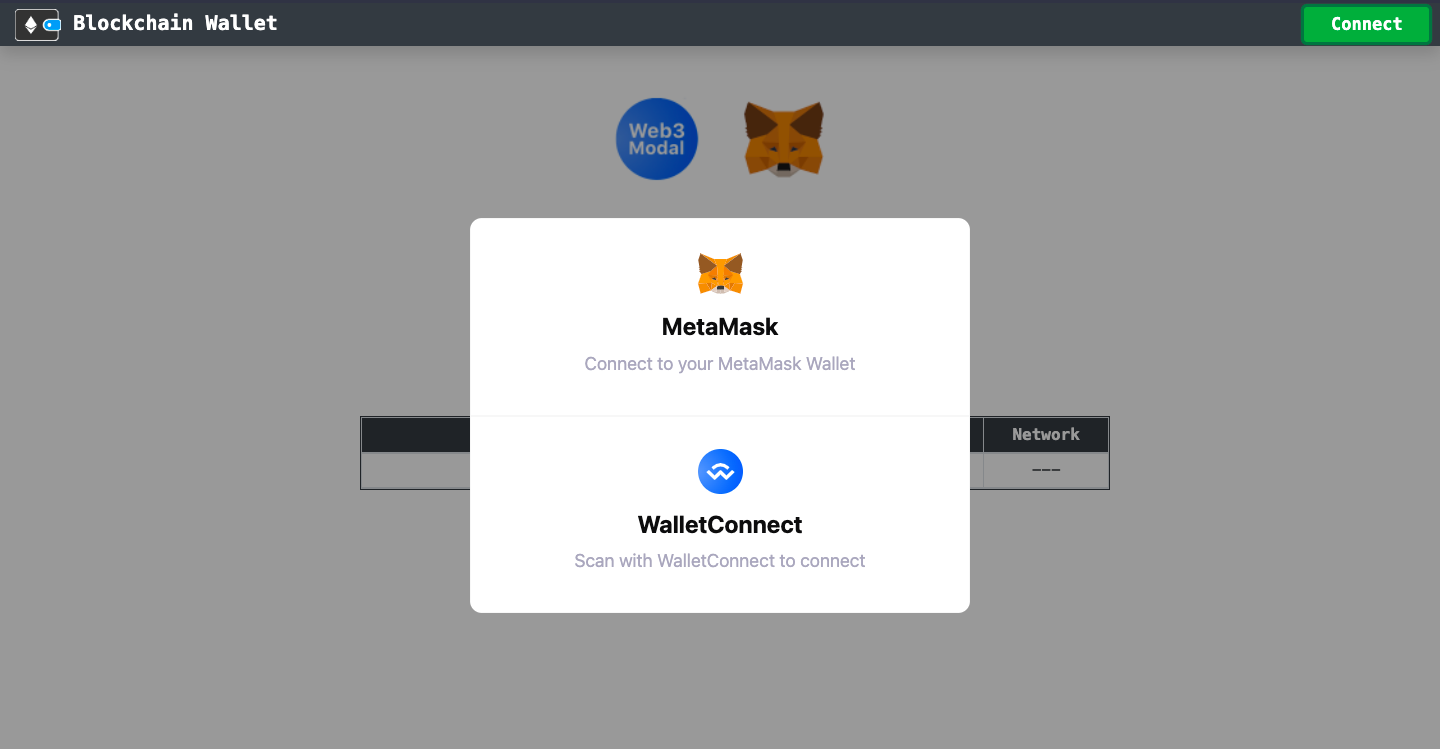 Blockchain Wallet
Connect
Web3
Modal
MetaMask
Connect to your MetaMask Wallet
Network
---
WalletConnect
Scan with WalletConnect to connect